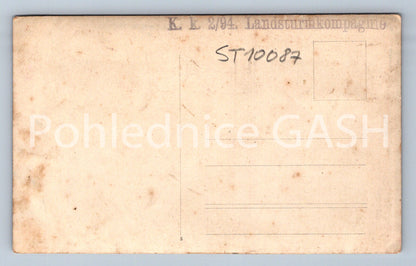 K. k. 2/94. Landsturmkompagnie
ST10087
Pohlednice GASH